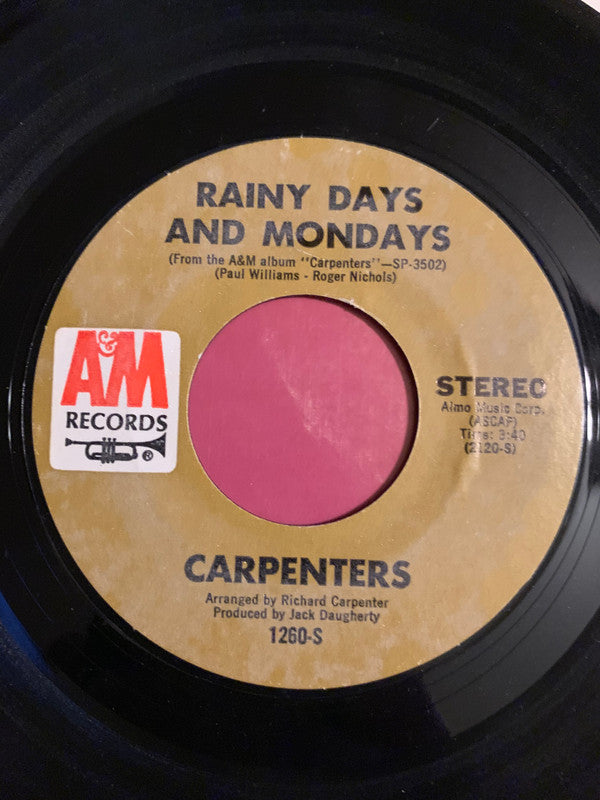 RAINY DAYS
AND MONDAYS
(From the A&M album "Carpenters"—SP-3502)
(Paul Williams - Roger Nichols)
A&M
RECORDS
®
STEREO
Almo Music Corp.
(ASCAP)
Time: 3:40
(2120-S)
CARPENTERS
Arranged by Richard Carpenter
Produced by Jack Daugherty
1260-S